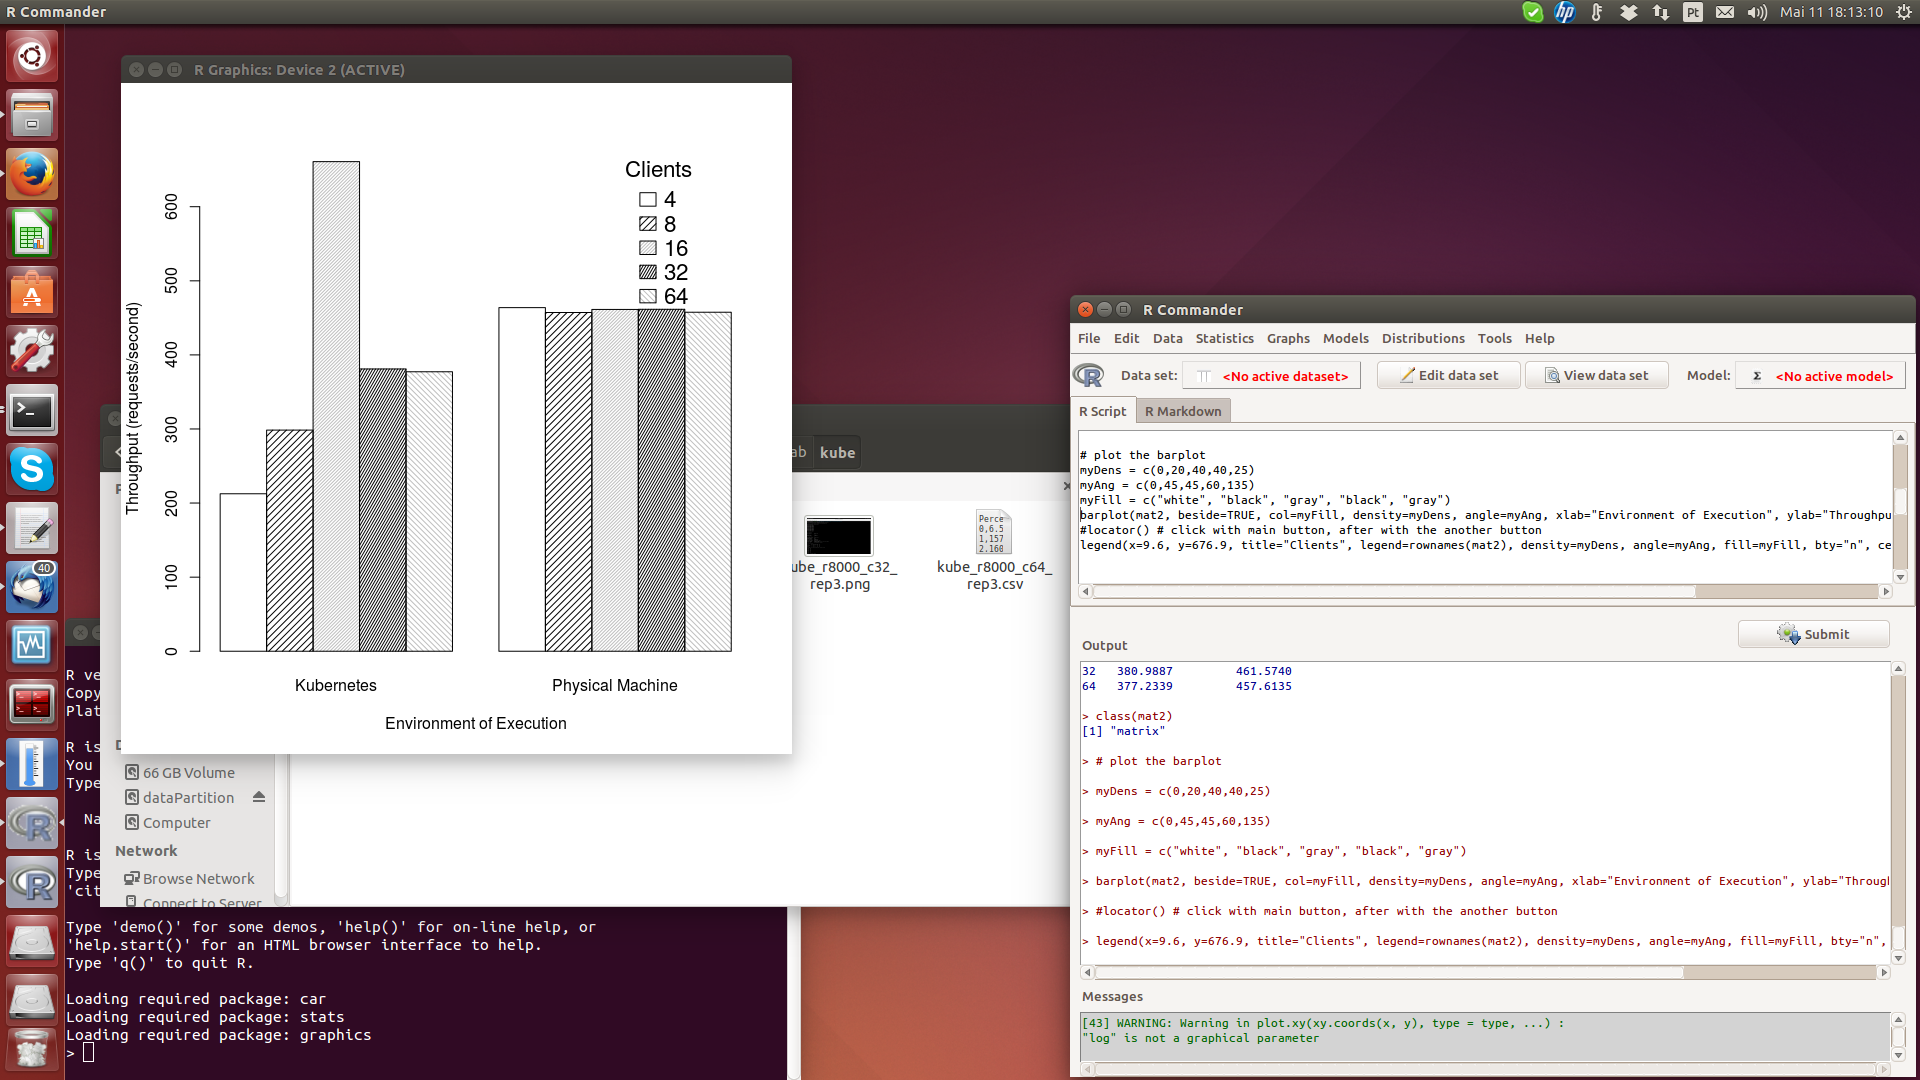 R Commander
Pt
Mai 11 18:13:10
R Graphics: Device 2 (ACTIVE)
Clients
4
8
16
32
64
0
100
200
300
400
500
600
Throughput (requests/second)
Kubernetes
Physical Machine
Environment of Execution
40
kube
Perce
0,6.5
1,157
2.160
rep3.png
kube_r8000_c64_
rep3.csv
66 GB Volume
dataPartition
Computer
Network
Browse Network
Connect to Server
R ve
Copy
Plat
R is
You
Type
Na
R is
Type
'cit
Type 'demo()' for some demos, 'help()' for on-line help, or
'help.start()' for an HTML browser interface to help.
Type 'q()' to quit R.
Loading required package: car
Loading required package: stats
Loading required package: graphics
>
R Commander
File Edit Data Statistics Graphs Models Distributions Tools Help
Data set: <No active dataset> Edit data set View data set Model: Σ <No active model>
R Script R Markdown
# plot the barplot
myDens = c(0,20,40,40,25)
myAng = c(0,45,45,60,135)
myFill = c("white", "black", "gray", "black", "gray")
barplot(mat2, beside=TRUE, col=myFill, density=myDens, angle=myAng, xlab="Environment of Execution", ylab="Throughpu
#locator() # click with main button, after with the another button
legend(x=9.6, y=676.9, title="Clients", legend=rownames(mat2), density=myDens, angle=myAng, fill=myFill, bty="n", ce
Output
Submit
32 380.9887 461.5740
64 377.2339 457.6135
> class(mat2)
[1] "matrix"
> # plot the barplot
> myDens = c(0,20,40,40,25)
> myAng = c(0,45,45,60,135)
> myFill = c("white", "black", "gray", "black", "gray")
> barplot(mat2, beside=TRUE, col=myFill, density=myDens, angle=myAng, xlab="Environment of Execution", ylab="Throug
> #locator() # click with main button, after with the another button
> legend(x=9.6, y=676.9, title="Clients", legend=rownames(mat2), density=myDens, angle=myAng, fill=myFill, bty="n",
Messages
[43] WARNING: Warning in plot.xy(xy.coords(x, y), type = type, ...) :
"log" is not a graphical parameter